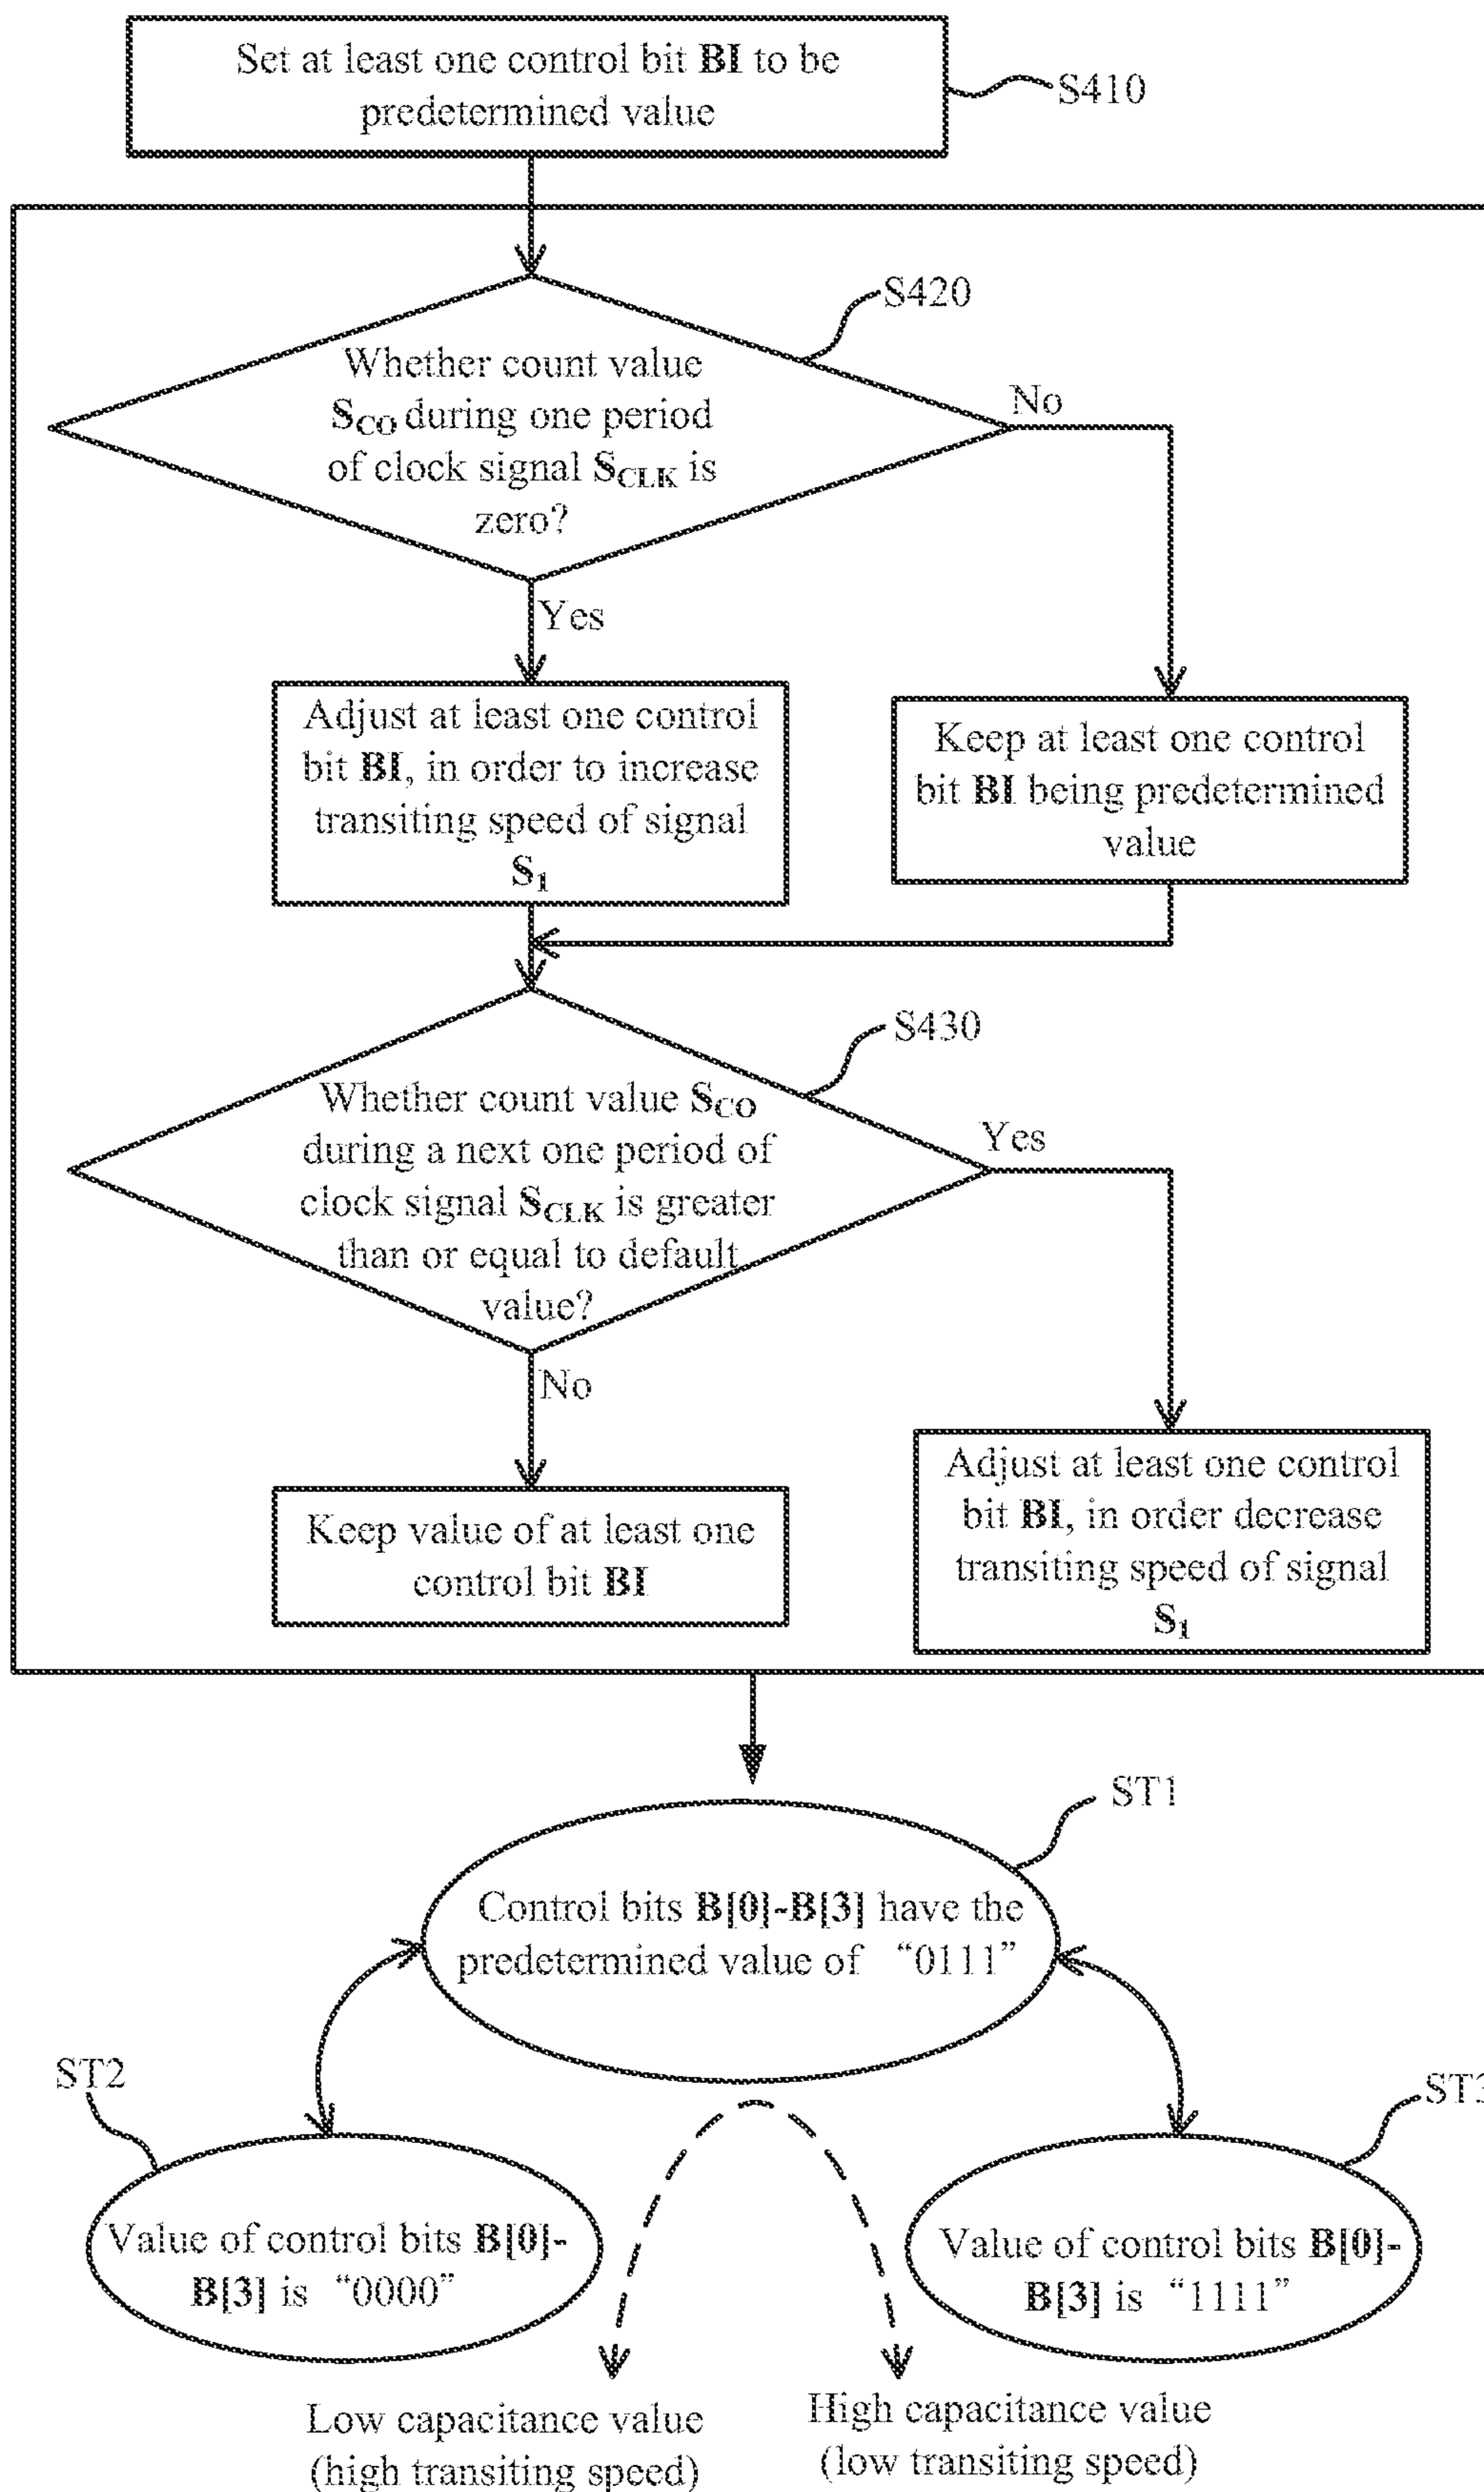 Set at least one control bit BI to be
predetermined value
S410
S420
Whether count value
S_CO during one period
of clock signal S_CLK is
zero?
No
Yes
Adjust at least one control
bit BI, in order to increase
transiting speed of signal
S_1
Keep at least one control
bit BI being predetermined
value
S430
Whether count value S_CO
during a next one period of
clock signal S_CLK is greater
than or equal to default
value?
Yes
No
Keep value of at least one
control bit BI
Adjust at least one control
bit BI, in order decrease
transiting speed of signal
S_1
ST1
Control bits B[0]-B[3] have the
predetermined value of “0111”
ST2
Value of control bits B[0]-
B[3] is “0000”
ST3
Value of control bits B[0]-
B[3] is “1111”
Low capacitance value
(high transiting speed)
High capacitance value
(low transiting speed)